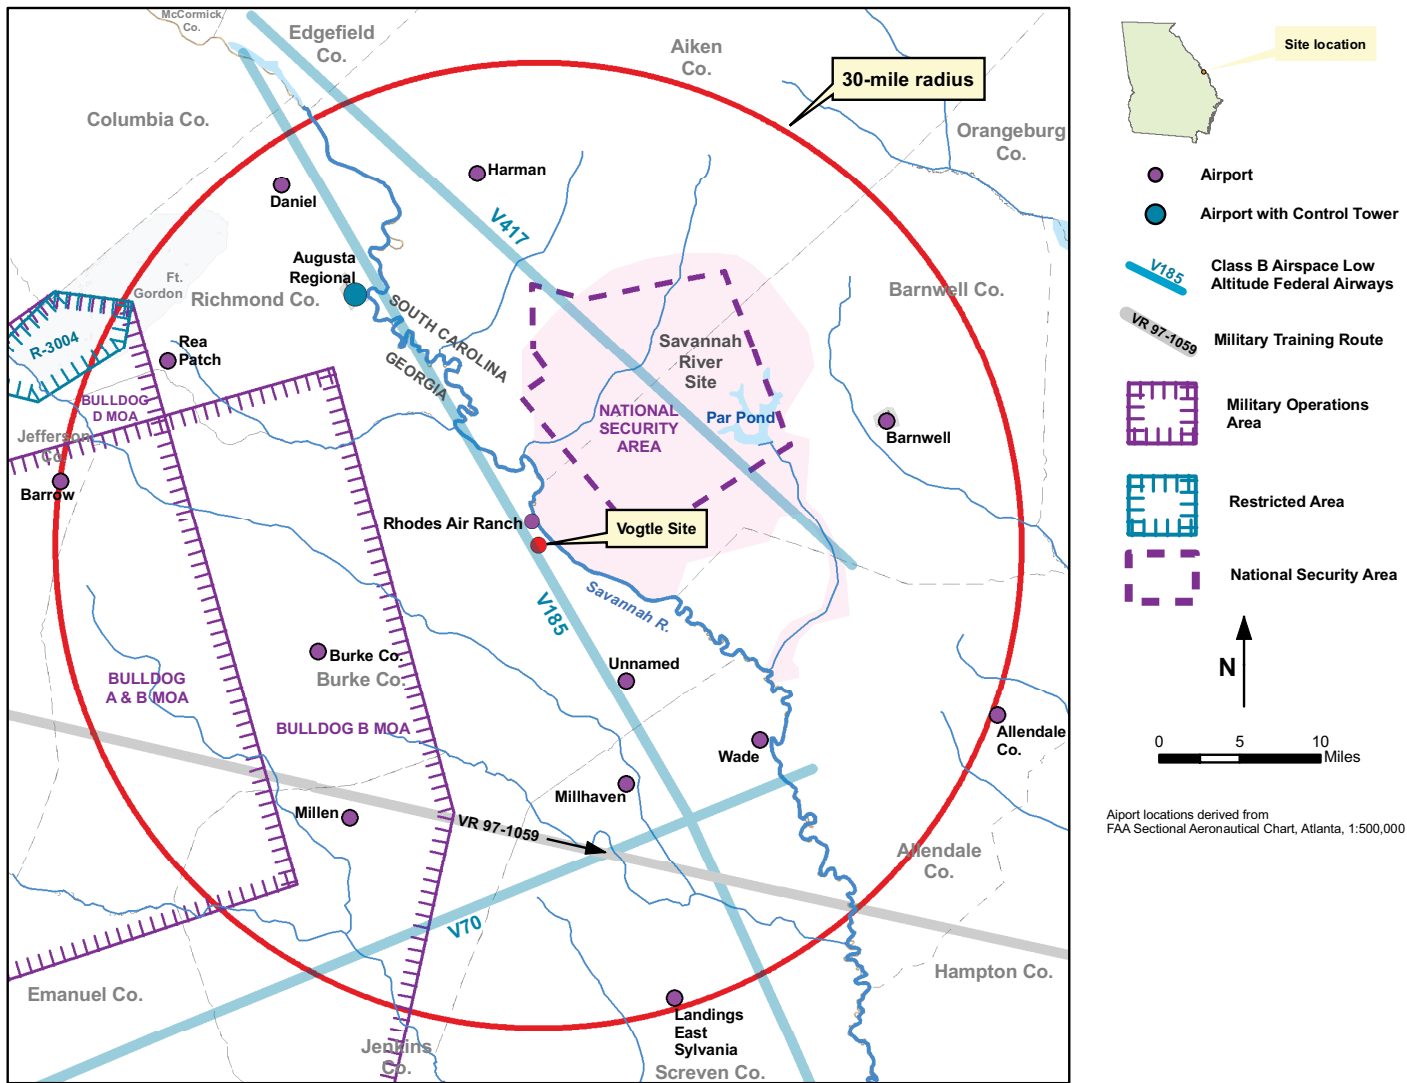 McCormick
Co.
Edgefield
Co.
Aiken
Co.
30-mile radius
Columbia Co.
Orangeburg
Co.
Harman
Daniel
V417
Augusta
Regional
Ft.
Gordon
Richmond Co.
Barnwell Co.
SOUTH CAROLINA
GEORGIA
R-3004
Rea
Patch
Savannah
River
Site
BULLDOG
D MOA
NATIONAL
SECURITY
AREA
Par Pond
Jefferson
Co.
Barnwell
Barrow
Rhodes Air Ranch
Vogtle Site
Savannah R.
V185
Burke Co.
Burke Co.
Unnamed
BULLDOG
A & B MOA
BULLDOG B MOA
Allendale
Co.
Wade
Millhaven
Millen
VR 97-1059
Allendale
Co.
V70
Hampton Co.
Emanuel Co.
Landings
East
Sylvania
Jenkins
Co.
Screven Co.
Site location
Airport
Airport with Control Tower
V185
Class B Airspace Low
Altitude Federal Airways
VR 97-1059
Military Training Route
Military Operations
Area
Restricted Area
National Security Area
N
0 5 10
Miles
Aiport locations derived from
FAA Sectional Aeronautical Chart, Atlanta, 1:500,000